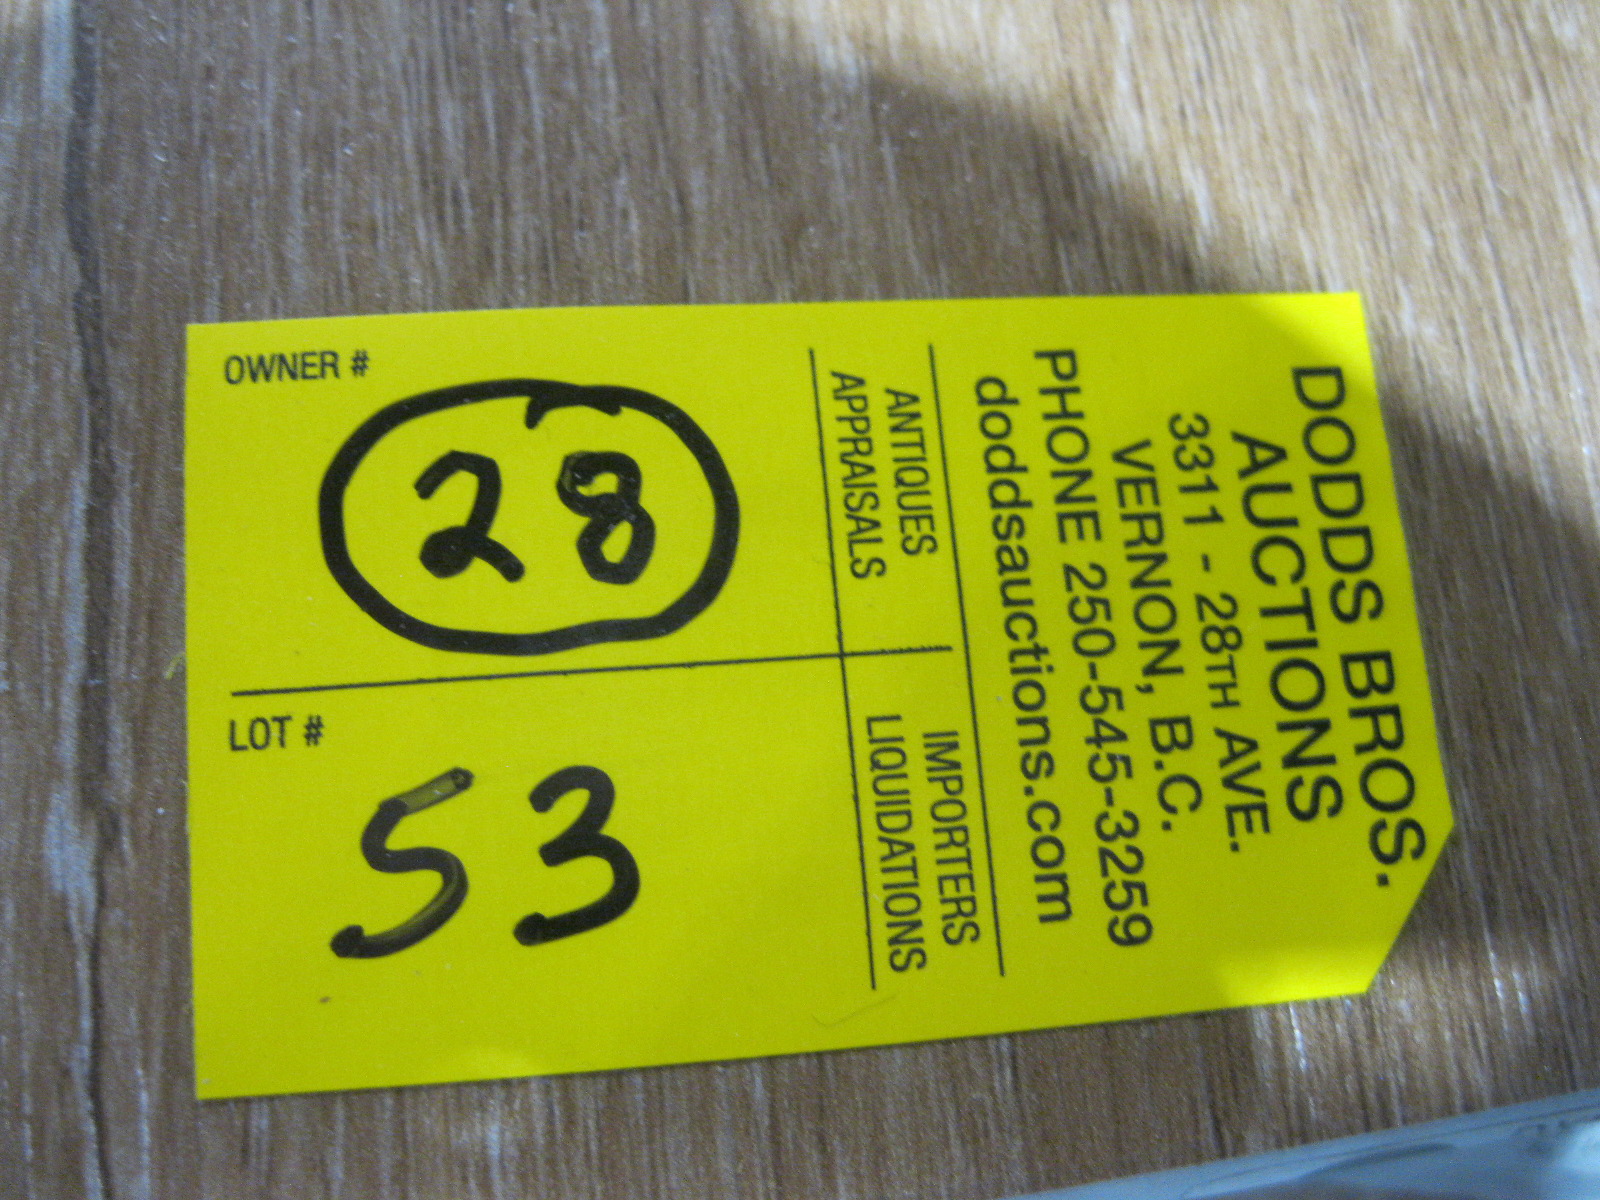 DODDS BROS.
AUCTIONS
3311 - 28TH AVE.
VERNON, B.C.
PHONE 250-545-3259
doddsauctions.com
ANTIQUES
APPRAISALS
IMPORTERS
LIQUIDATIONS
OWNER #
28
LOT #
53